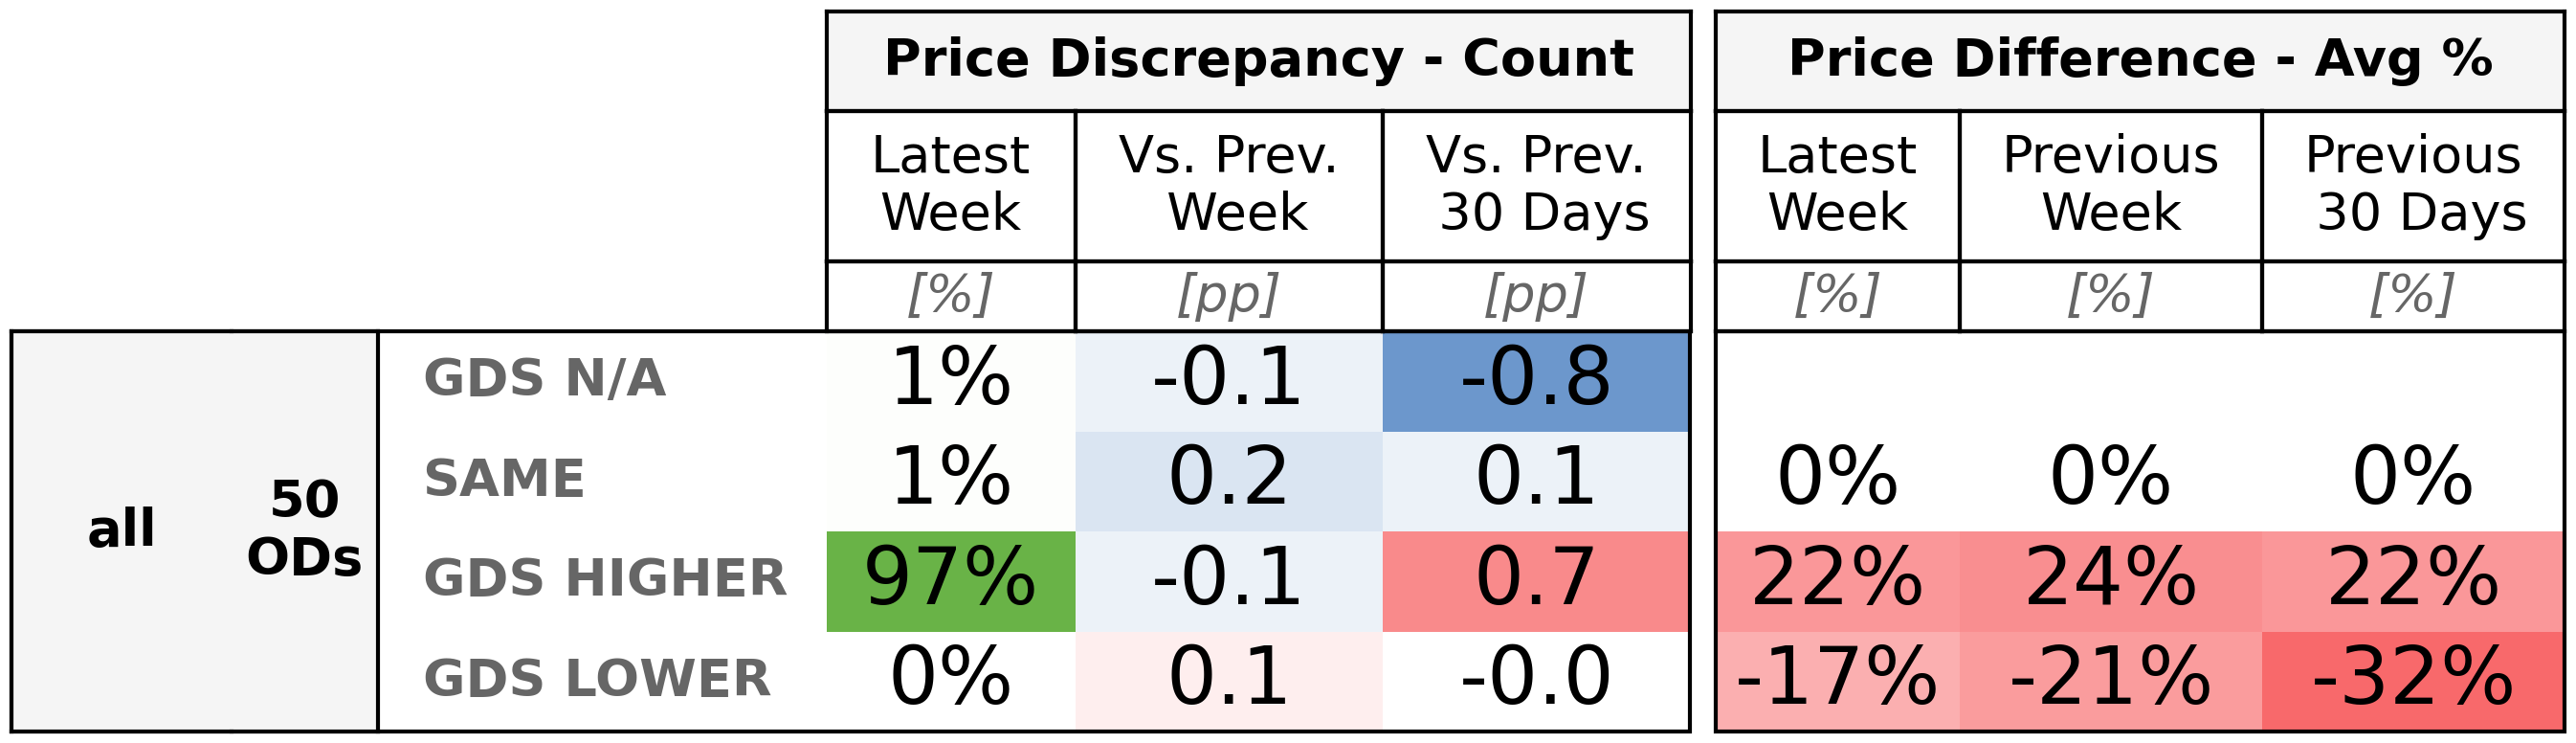 Price Discrepancy - Count Price Difference - Avg %
Latest Week Vs. Prev. Week Vs. Prev. 30 Days Latest Week Previous Week Previous 30 Days
[%] [pp] [pp] [%] [%] [%]
all
50 ODs
GDS N/A 1% -0.1 -0.8
SAME 1% 0.2 0.1 0% 0% 0%
GDS HIGHER 97% -0.1 0.7 22% 24% 22%
GDS LOWER 0% 0.1 -0.0 -17% -21% -32%